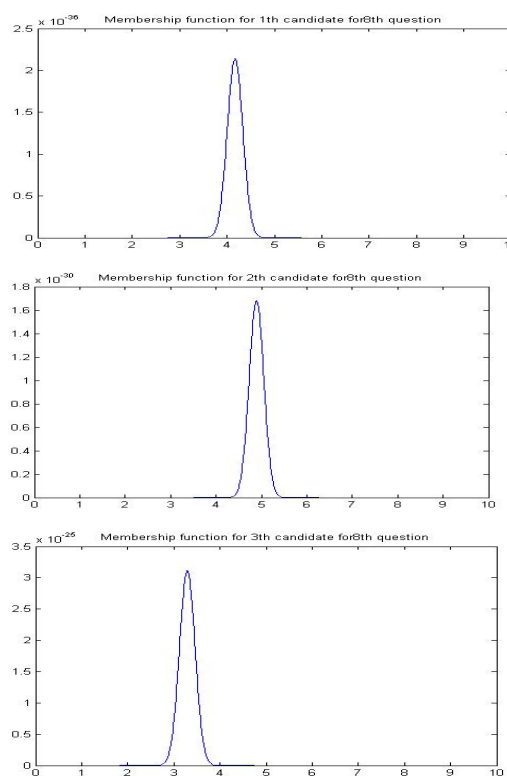 Membership function for 1th candidate for8th question
x 10-36
2.5
2
1.5
1
0.5
0
0 1 2 3 4 5 6 7 8 9 10
Membership function for 2th candidate for8th question
x 10-30
1.8
1.6
1.4
1.2
1
0.8
0.6
0.4
0.2
0
0 1 2 3 4 5 6 7 8 9 10
Membership function for 3th candidate for8th question
x 10-25
3.5
3
2.5
2
1.5
1
0.5
0
0 1 2 3 4 5 6 7 8 9 10